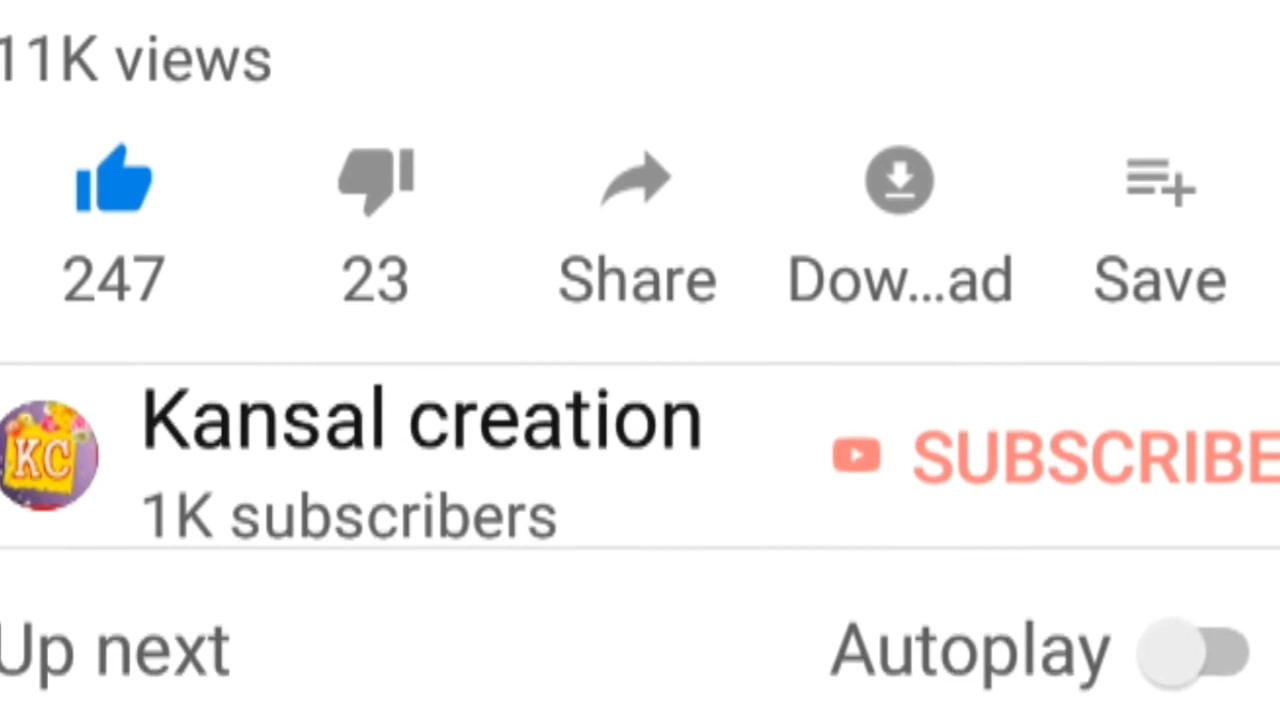 11K views
247 23 Share Dow...ad Save
Kansal creation
KC
SUBSCRIBE
1K subscribers
Up next Autoplay